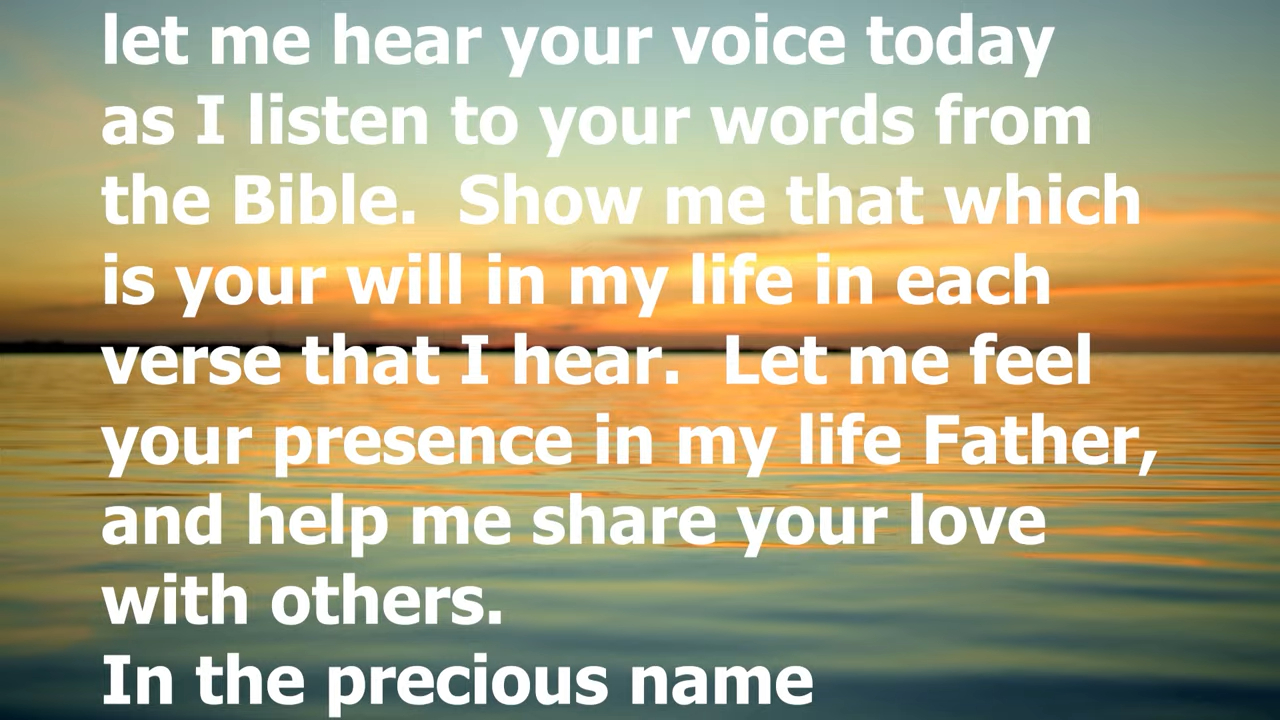 let me hear your voice today
as I listen to your words from
the Bible.  Show me that which
is your will in my life in each
verse that I hear.  Let me feel
your presence in my life Father,
and help me share your love
with others.
In the precious name